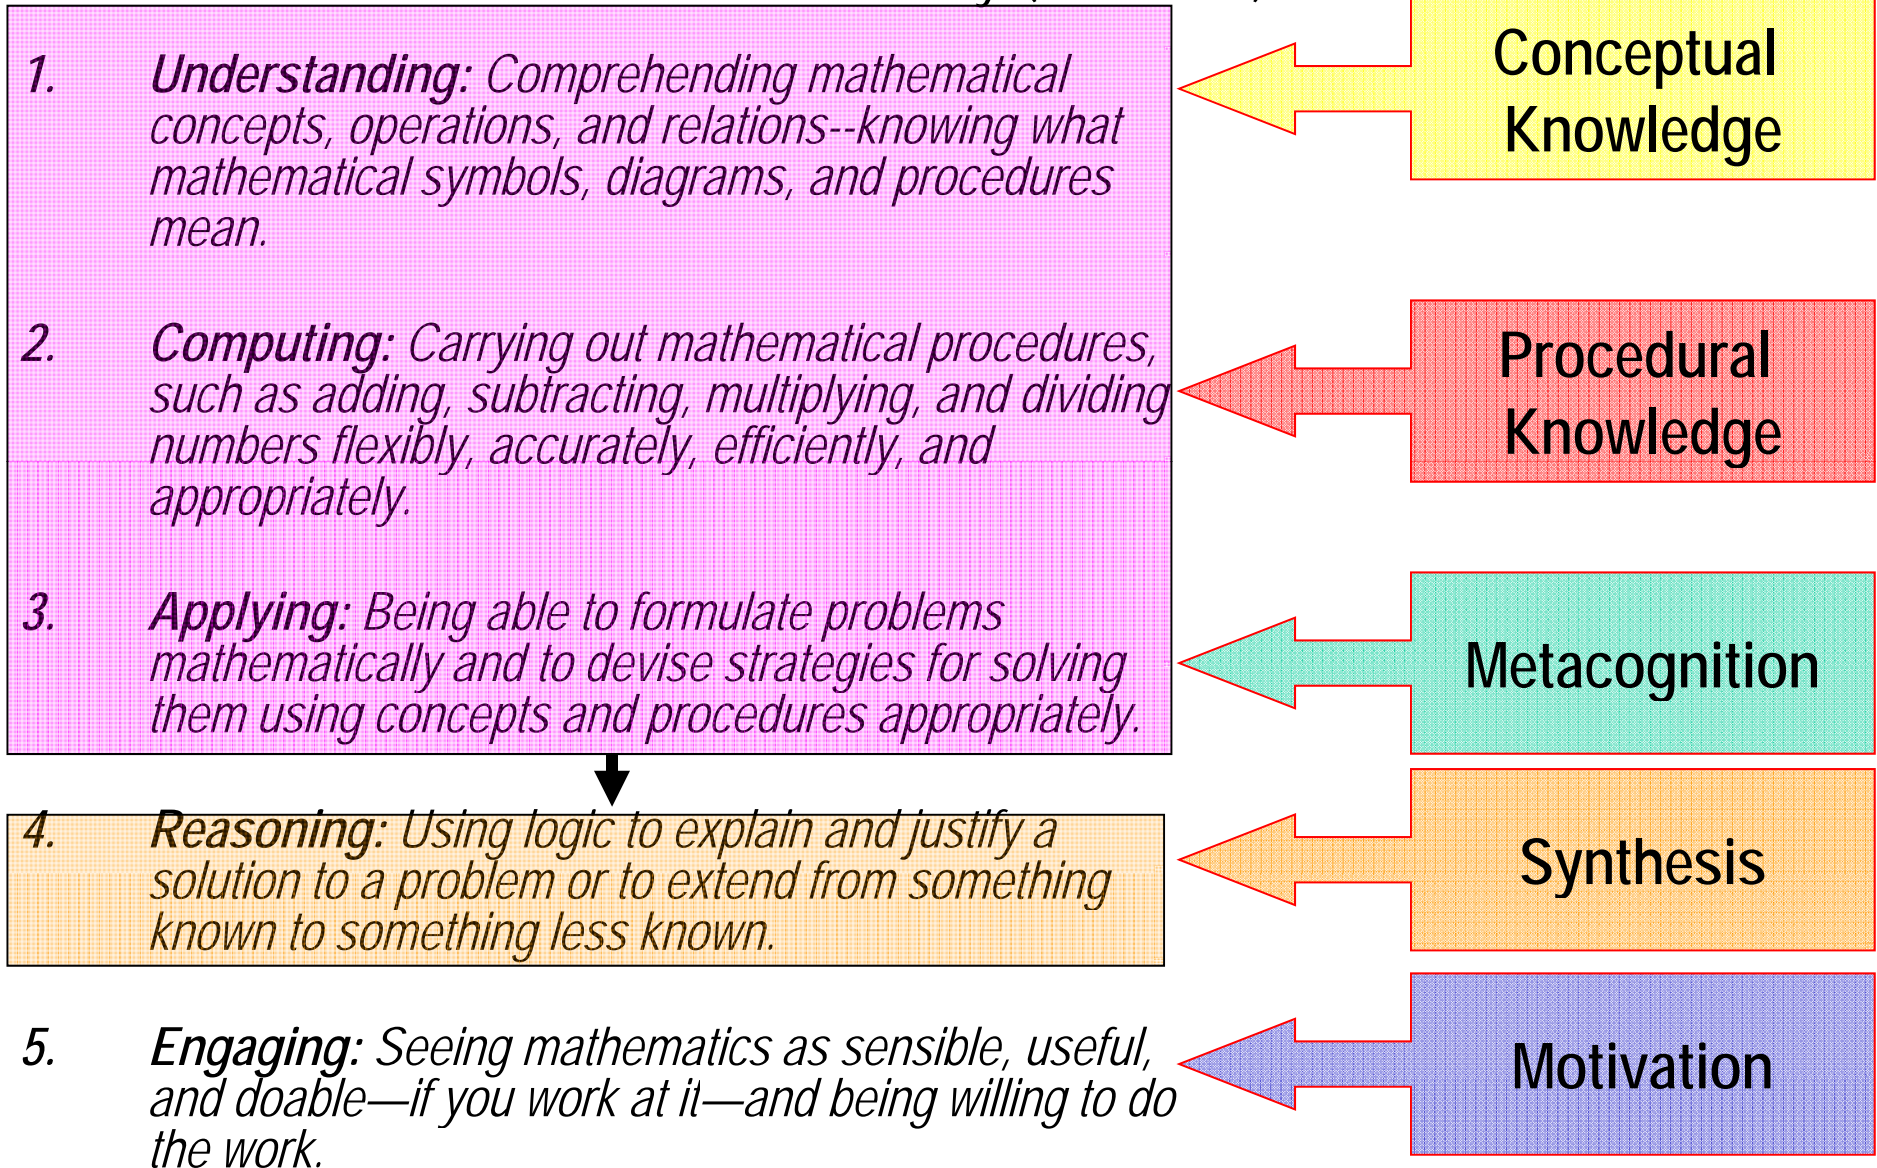 1. Understanding: Comprehending mathematical
concepts, operations, and relations--knowing what
mathematical symbols, diagrams, and procedures
mean.
Conceptual
Knowledge
2. Computing: Carrying out mathematical procedures,
such as adding, subtracting, multiplying, and dividing
numbers flexibly, accurately, efficiently, and
appropriately.
Procedural
Knowledge
3. Applying: Being able to formulate problems
mathematically and to devise strategies for solving
them using concepts and procedures appropriately.
Metacognition
4. Reasoning: Using logic to explain and justify a
solution to a problem or to extend from something
known to something less known.
Synthesis
5. Engaging: Seeing mathematics as sensible, useful,
and doable—if you work at it—and being willing to do
the work.
Motivation